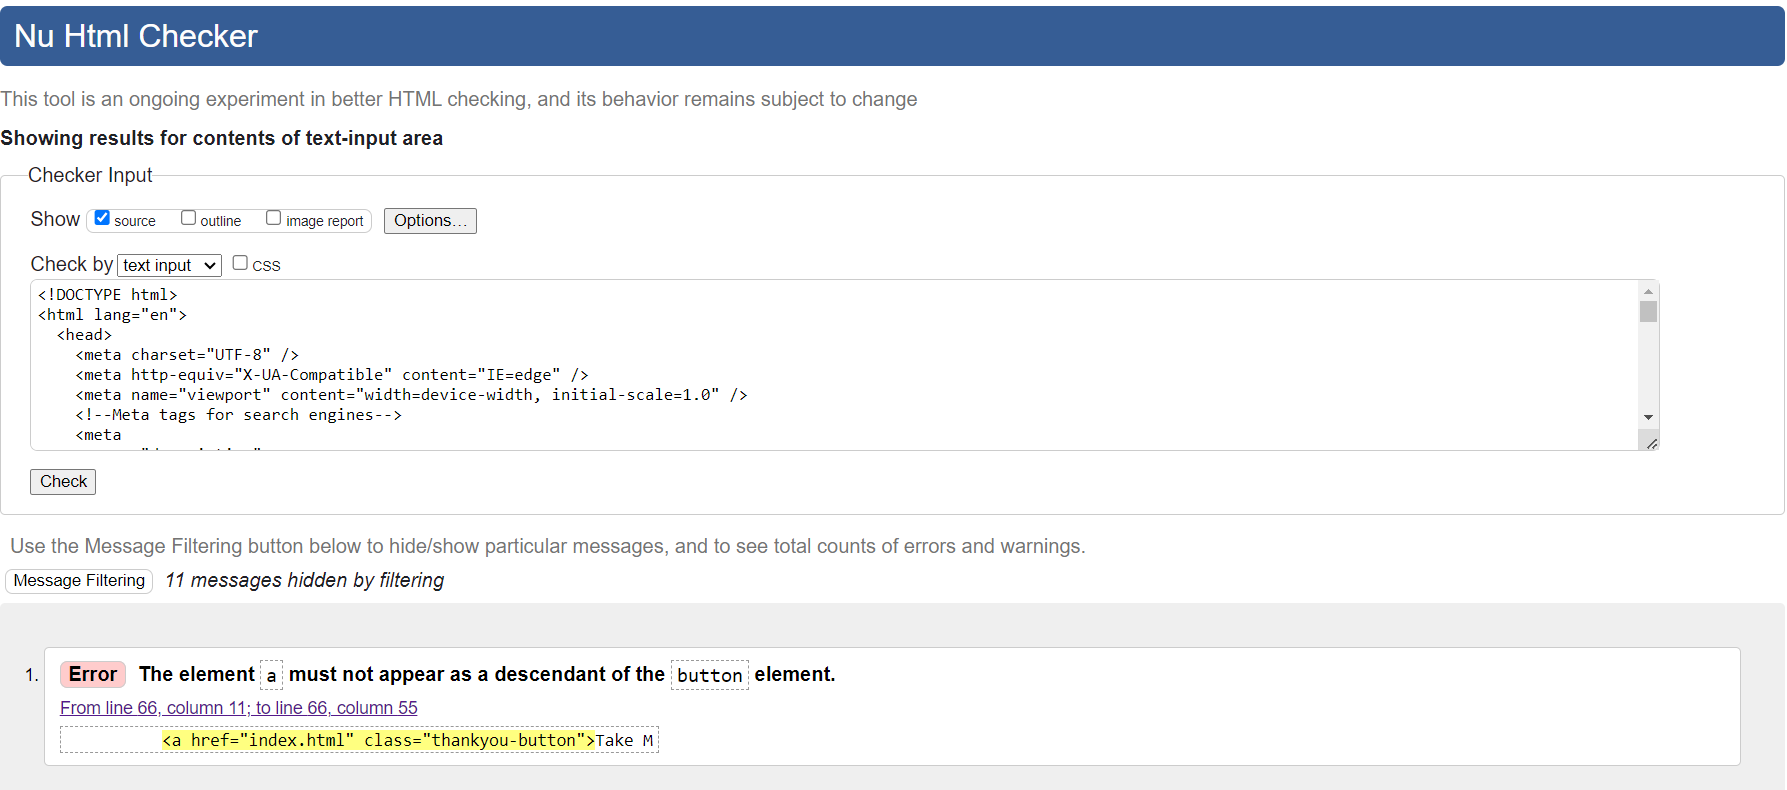 Nu Html Checker
This tool is an ongoing experiment in better HTML checking, and its behavior remains subject to change
Showing results for contents of text-input area
Checker Input
Show source outline image report Options…
Check by text input CSS
<!DOCTYPE html>
<html lang="en">
<head>
<meta charset="UTF-8" />
<meta http-equiv="X-UA-Compatible" content="IE=edge" />
<meta name="viewport" content="width=device-width, initial-scale=1.0" />
<!--Meta tags for search engines-->
<meta
Check
Use the Message Filtering button below to hide/show particular messages, and to see total counts of errors and warnings.
Message Filtering 11 messages hidden by filtering
1. Error The element a must not appear as a descendant of the button element.
From line 66, column 11; to line 66, column 55
<a href="index.html" class="thankyou-button">Take M